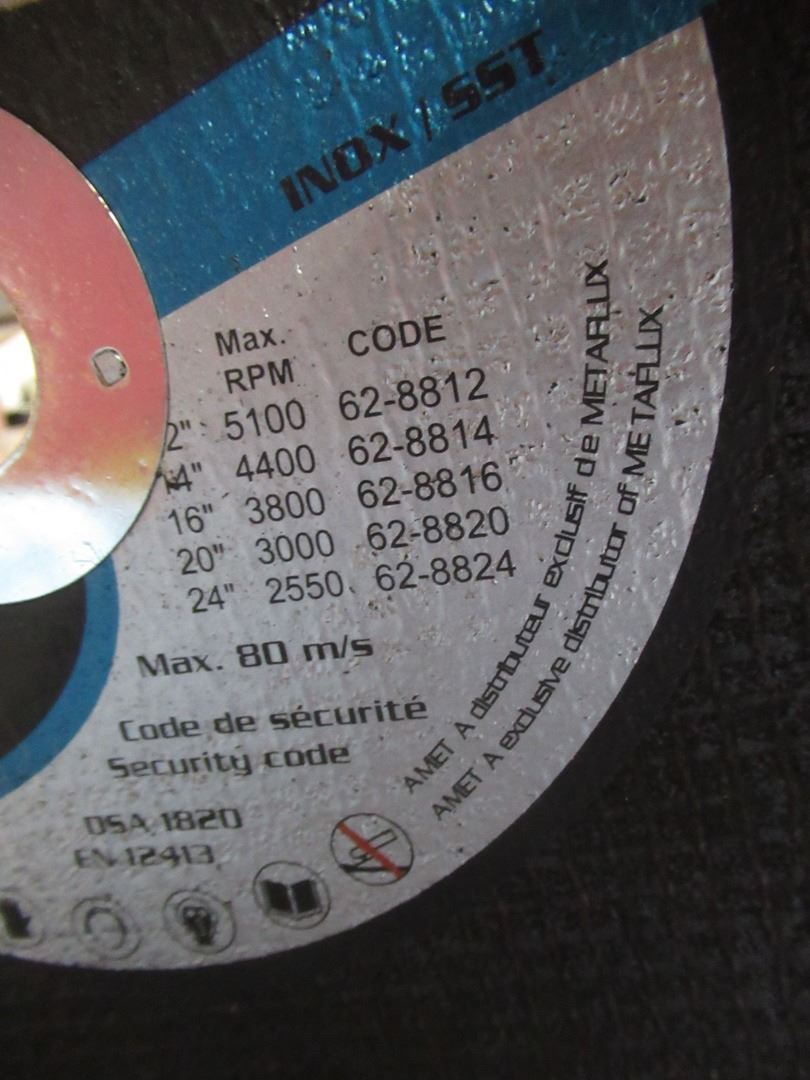 INOX / SST
Max. CODE
RPM
2" 5100 62-8812
14" 4400 62-8814
16" 3800 62-8816
20" 3000 62-8820
24" 2550 62-8824
Max. 80 m/s
Code de sécurité
Security code
OSA 1820
EN 12413
AMET A distributeur exclusif de METAFLUX
AMET A exclusive distributor of METAFLUX